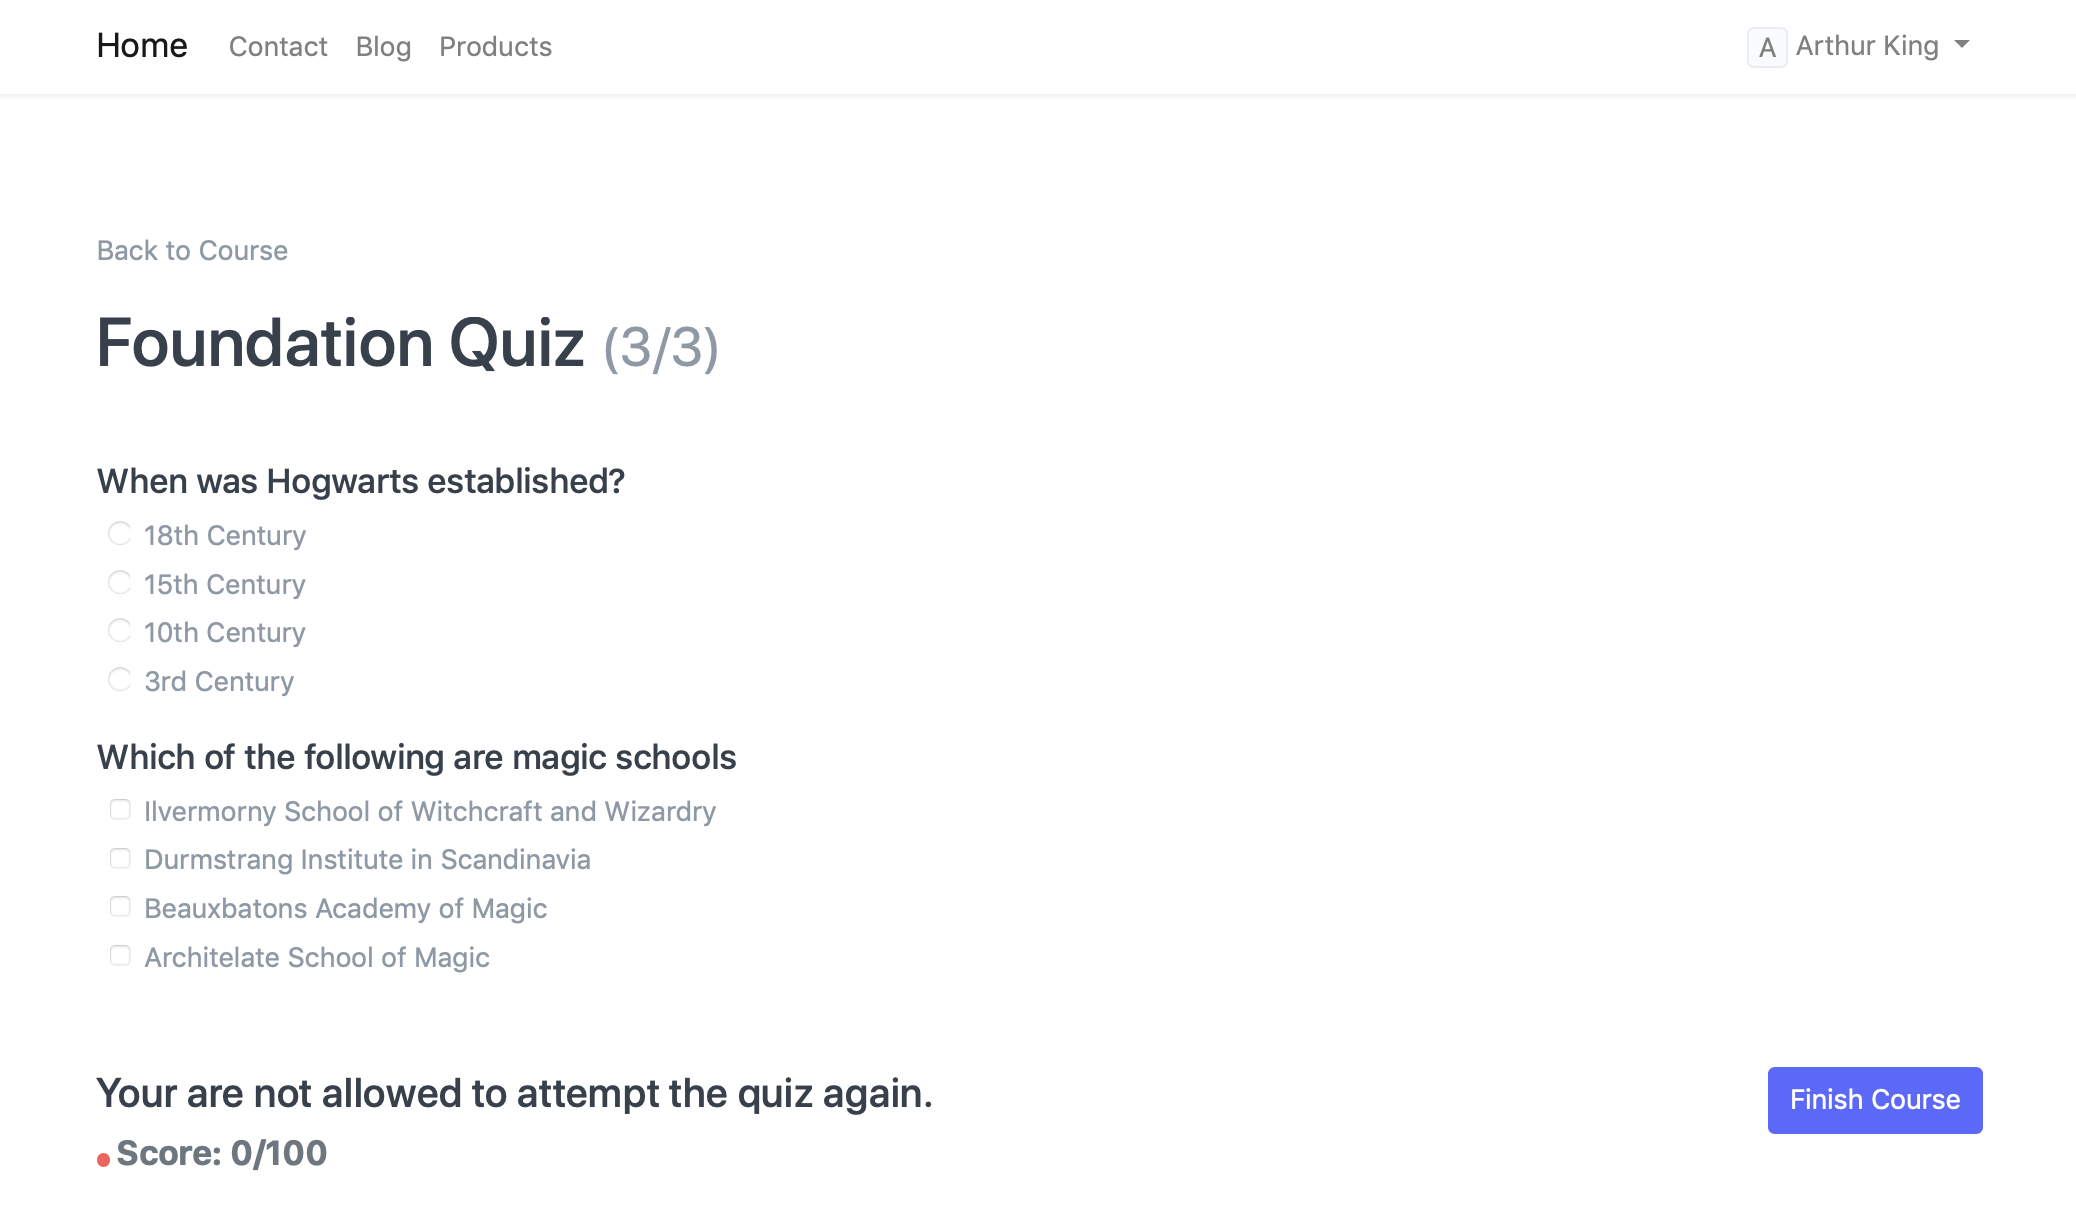 Home Contact Blog Products A Arthur King
Back to Course
Foundation Quiz (3/3)
When was Hogwarts established?
18th Century
15th Century
10th Century
3rd Century
Which of the following are magic schools
Ilvermorny School of Witchcraft and Wizardry
Durmstrang Institute in Scandinavia
Beauxbatons Academy of Magic
Architelate School of Magic
Your are not allowed to attempt the quiz again.
Finish Course
Score: 0/100